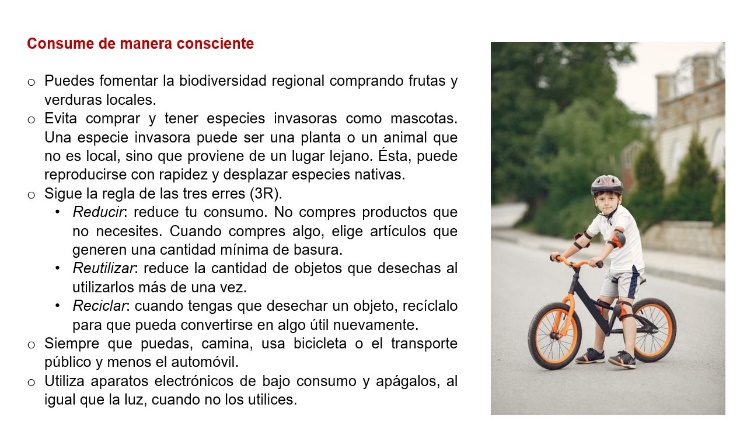 Consume de manera consciente
o Puedes fomentar la biodiversidad regional comprando frutas y
verduras locales.
o Evita comprar y tener especies invasoras como mascotas.
Una especie invasora puede ser una planta o un animal que
no es local, sino que proviene de un lugar lejano. Ésta, puede
reproducirse con rapidez y desplazar especies nativas.
o Sigue la regla de las tres erres (3R).
• Reducir: reduce tu consumo. No compres productos que
no necesites. Cuando compres algo, elige artículos que
generen una cantidad mínima de basura.
• Reutilizar: reduce la cantidad de objetos que desechas al
utilizarlos más de una vez.
• Reciclar: cuando tengas que desechar un objeto, recíclalo
para que pueda convertirse en algo útil nuevamente.
o Siempre que puedas, camina, usa bicicleta o el transporte
público y menos el automóvil.
o Utiliza aparatos electrónicos de bajo consumo y apágalos, al
igual que la luz, cuando no los utilices.